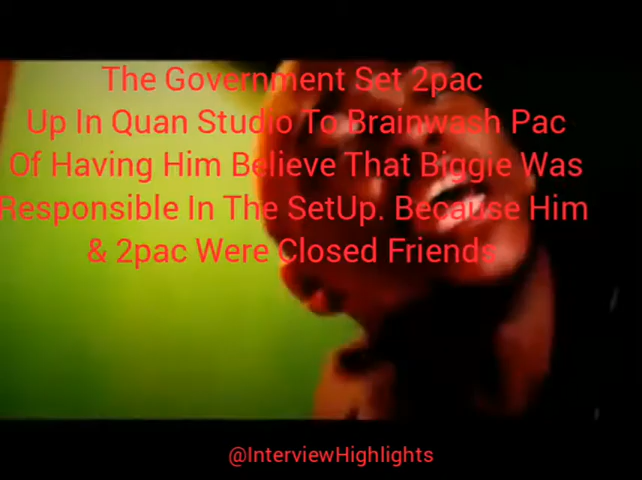 The Government Set 2pac
Up In Quan Studio To Brainwash Pac
Of Having Him Believe That Biggie Was
Responsible In The SetUp. Because Him
& 2pac Were Closed Friends
@InterviewHighlights